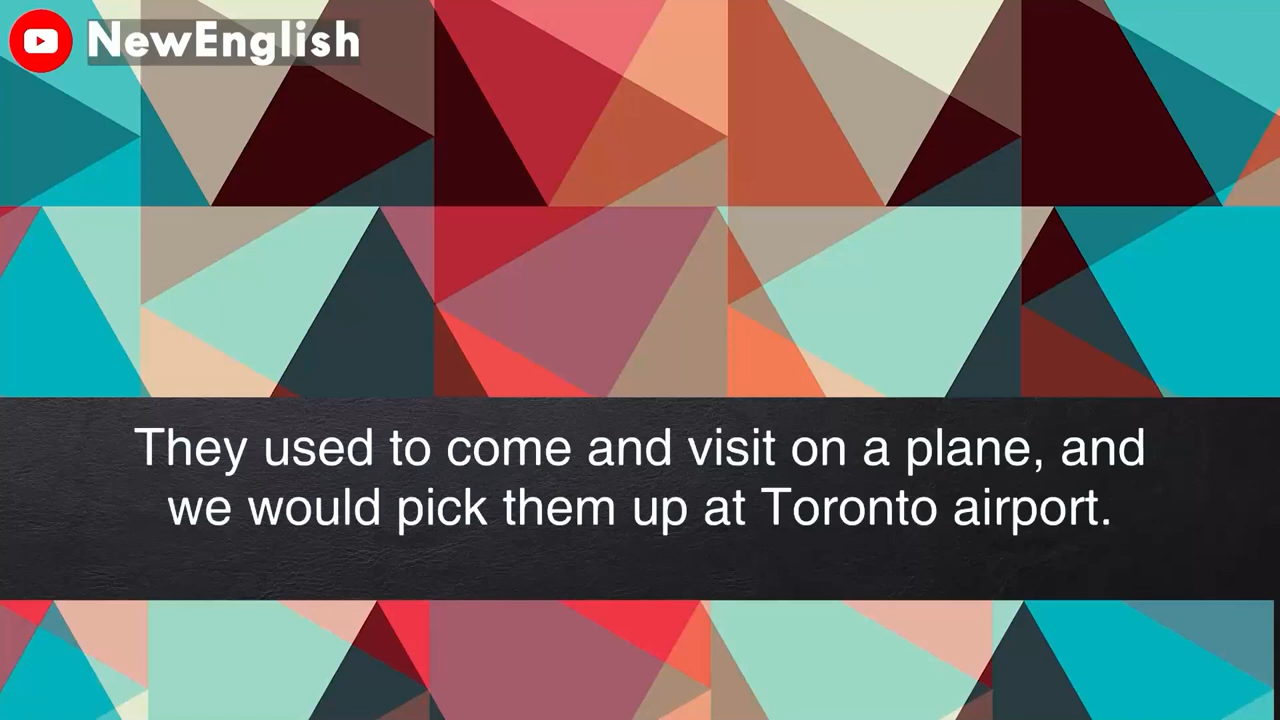 NewEnglish
They used to come and visit on a plane, and
we would pick them up at Toronto airport.